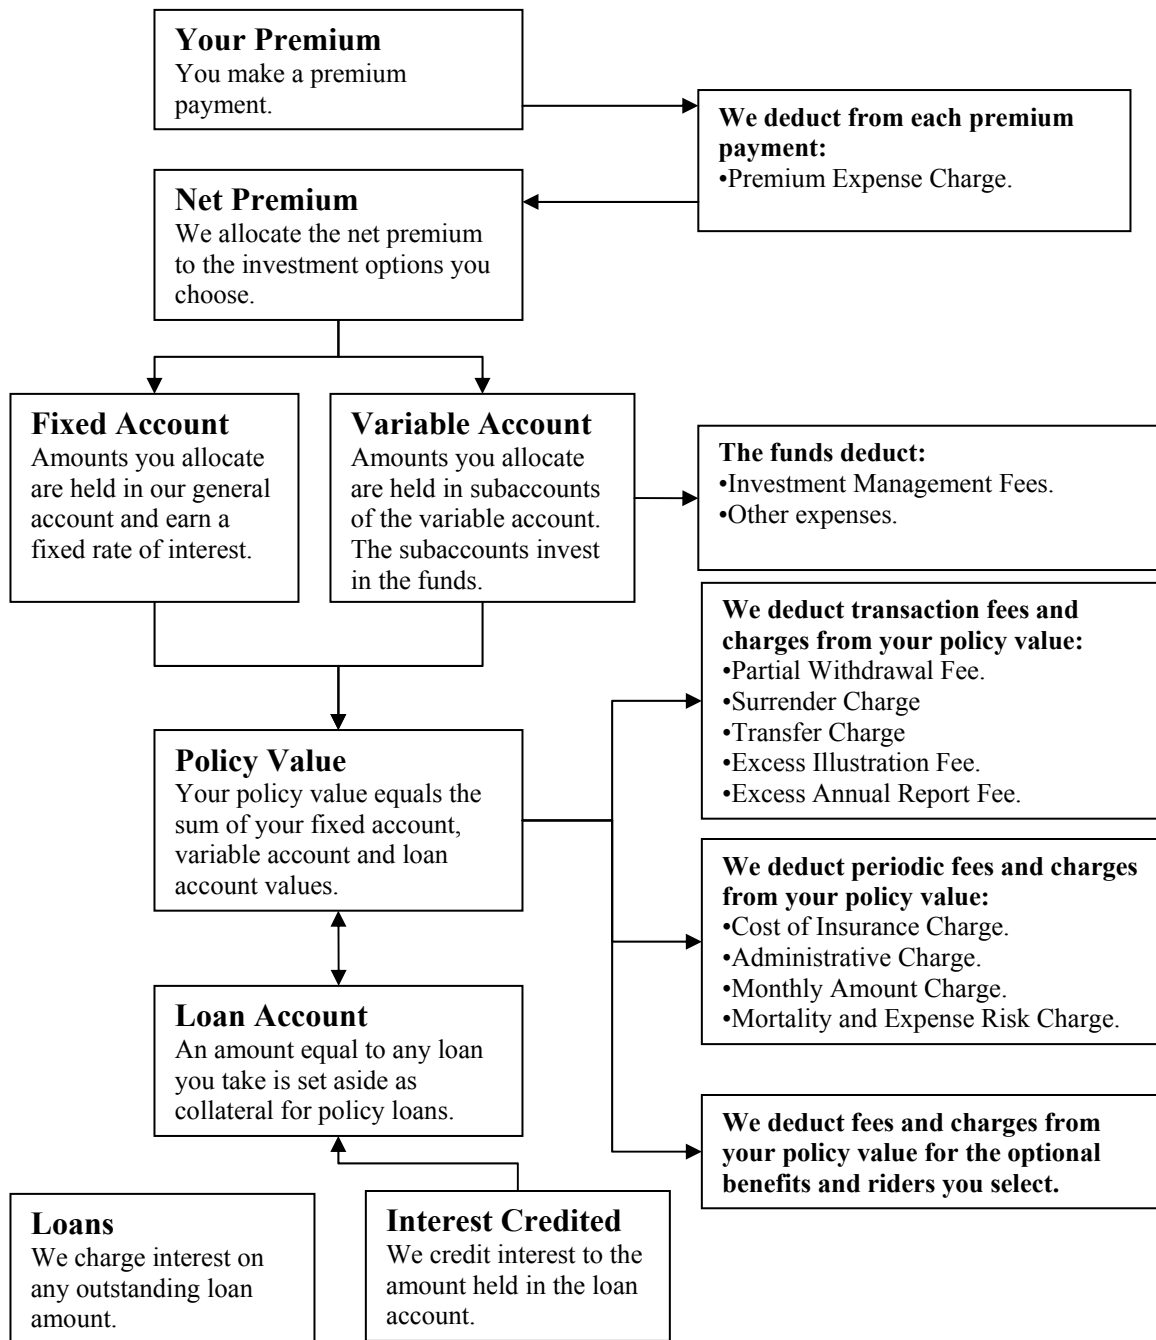 Your Premium
You make a premium
payment.
We deduct from each premium
payment:
•Premium Expense Charge.
Net Premium
We allocate the net premium
to the investment options you
choose.
Fixed Account
Amounts you allocate
are held in our general
account and earn a
fixed rate of interest.
Variable Account
Amounts you allocate
are held in subaccounts
of the variable account.
The subaccounts invest
in the funds.
The funds deduct:
•Investment Management Fees.
•Other expenses.
We deduct transaction fees and
charges from your policy value:
•Partial Withdrawal Fee.
•Surrender Charge
•Transfer Charge
•Excess Illustration Fee.
•Excess Annual Report Fee.
Policy Value
Your policy value equals the
sum of your fixed account,
variable account and loan
account values.
We deduct periodic fees and charges
from your policy value:
•Cost of Insurance Charge.
•Administrative Charge.
•Monthly Amount Charge.
•Mortality and Expense Risk Charge.
Loan Account
An amount equal to any loan
you take is set aside as
collateral for policy loans.
We deduct fees and charges from
your policy value for the optional
benefits and riders you select.
Loans
We charge interest on
any outstanding loan
amount.
Interest Credited
We credit interest to the
amount held in the loan
account.